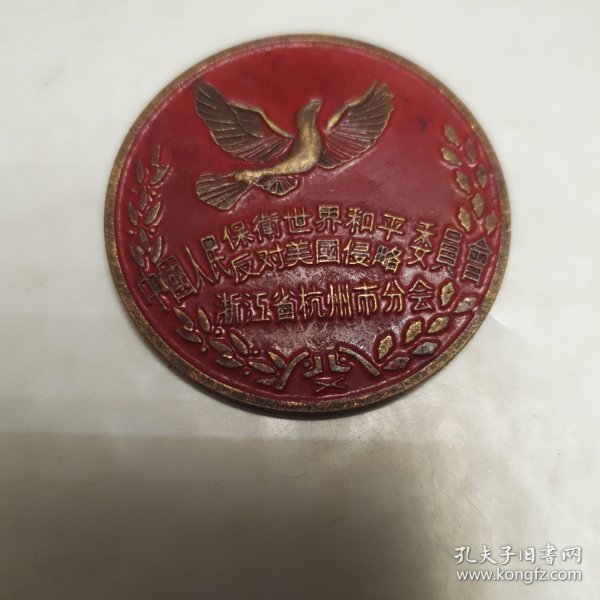 中國人民保衛世界和平委員會
反对美國侵略
浙江省杭州市分会
孔夫子旧書网
www.kongfz.com